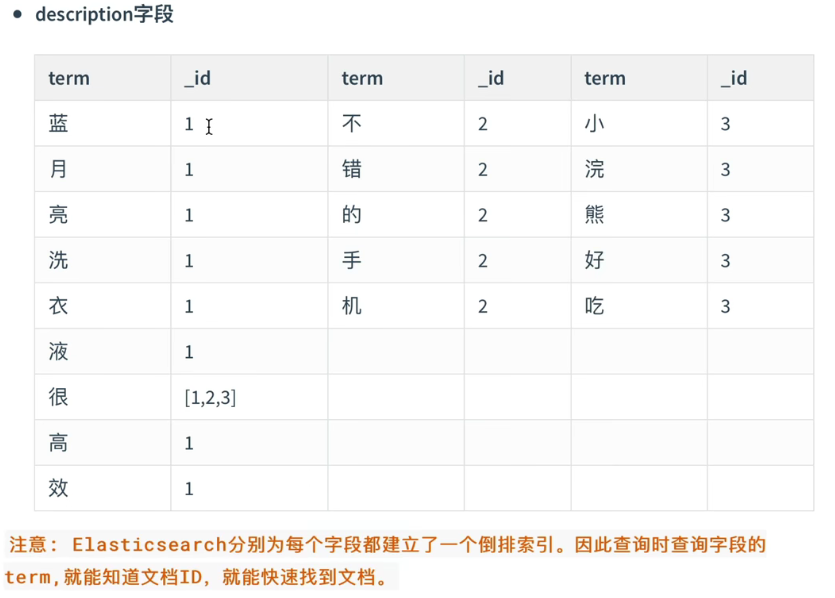 description字段
term _id term _id term _id
蓝 1 不 2 小 3
月 1 错 2 浣 3
亮 1 的 2 熊 3
洗 1 手 2 好 3
衣 1 机 2 吃 3
液 1
很 [1,2,3]
高 1
效 1
注意: Elasticsearch分别为每个字段都建立了一个倒排索引。因此查询时查询字段的
term,就能知道文档ID，就能快速找到文档。